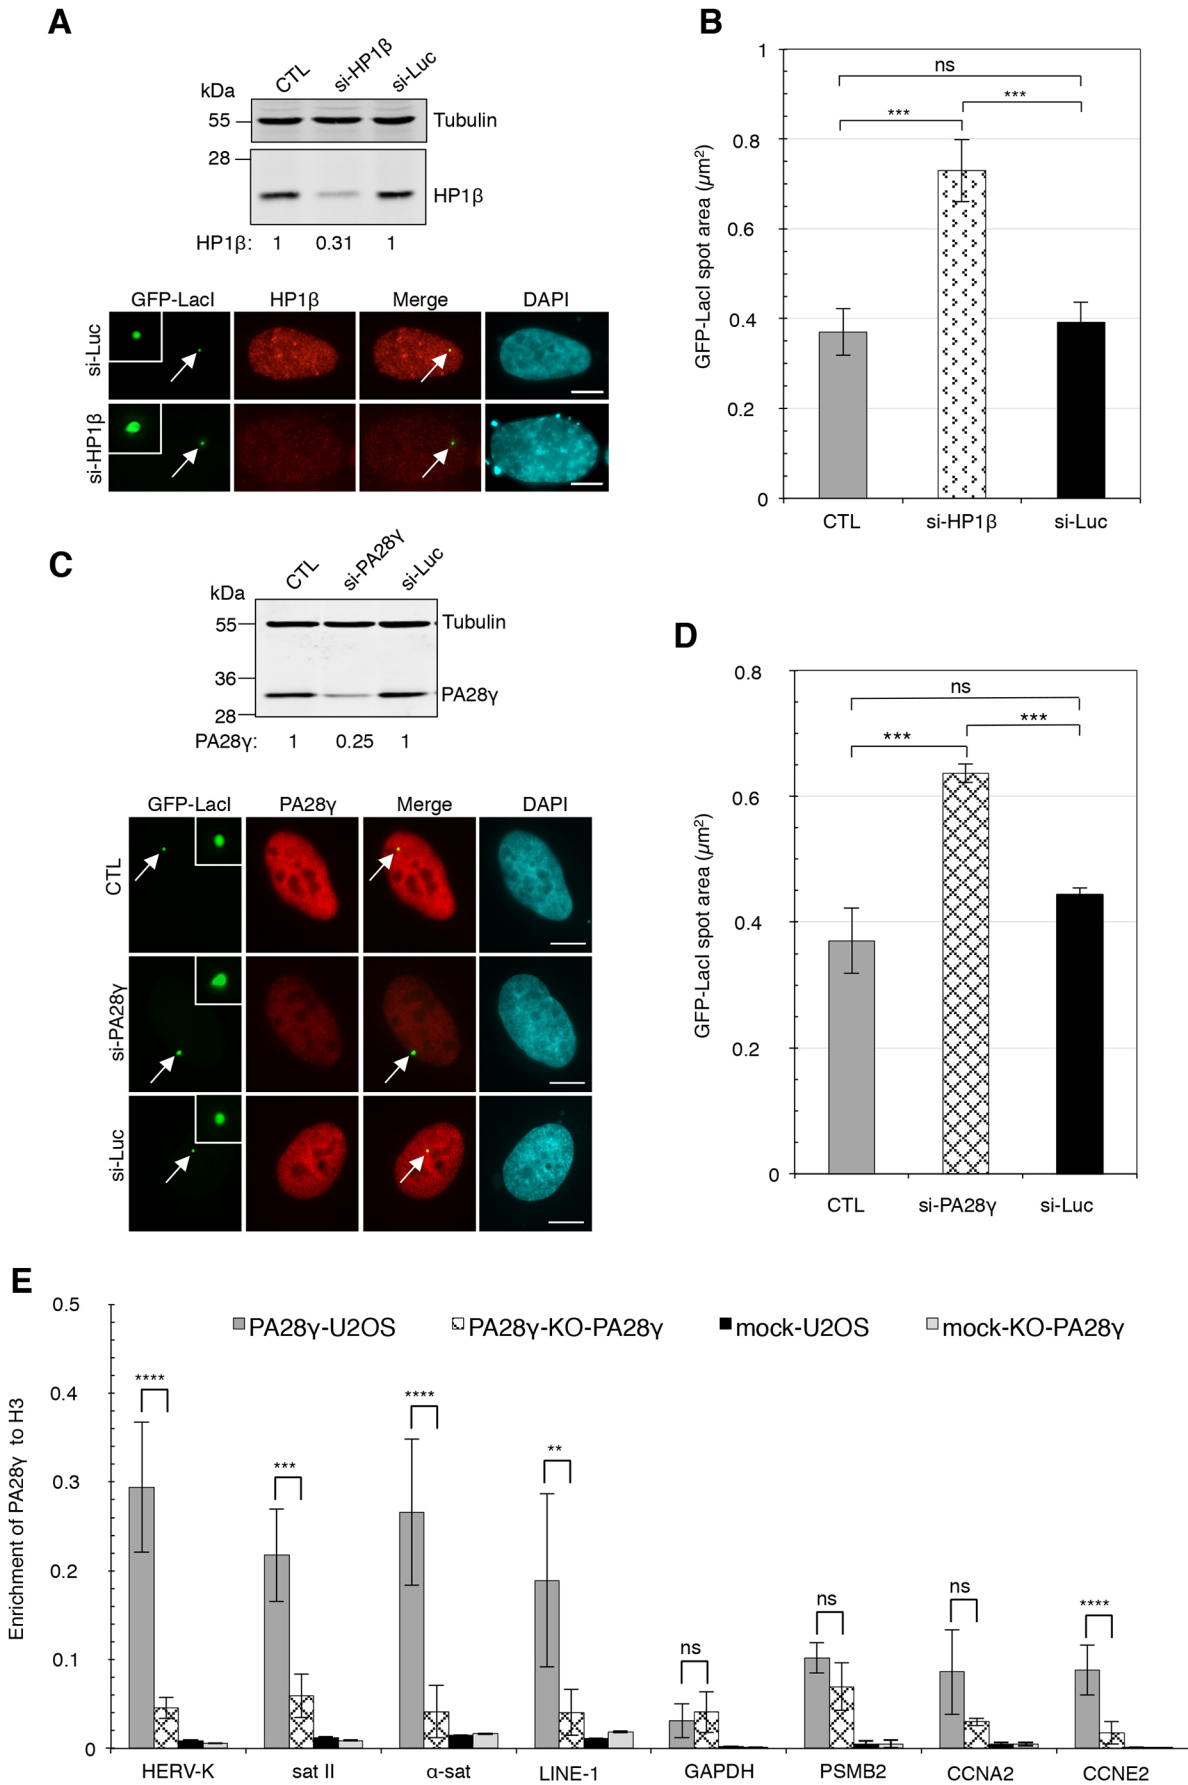 A
CTL si-HP1β si-Luc
kDa
55 Tubulin
28
HP1β
HP1β: 1 0.31 1
GFP-LacI HP1β Merge DAPI
si-Luc
si-HP1β
B
GFP-LacI spot area (µm²)
1
0.8
0.6
0.4
0.2
0
ns
***
***
CTL si-HP1β si-Luc
C
CTL si-PA28γ si-Luc
kDa
55 Tubulin
36
PA28γ
28
PA28γ: 1 0.25 1
GFP-LacI PA28γ Merge DAPI
CTL
si-PA28γ
si-Luc
D
GFP-LacI spot area (µm²)
0.8
0.6
0.4
0.2
0
ns
***
***
CTL si-PA28γ si-Luc
E
Enrichment of PA28γ to H3
0.5
0.4
0.3
0.2
0.1
0
PA28γ-U2OS PA28γ-KO-PA28γ mock-U2OS mock-KO-PA28γ
**** *** **** ** ns ns ns ****
HERV-K sat II α-sat LINE-1 GAPDH PSMB2 CCNA2 CCNE2